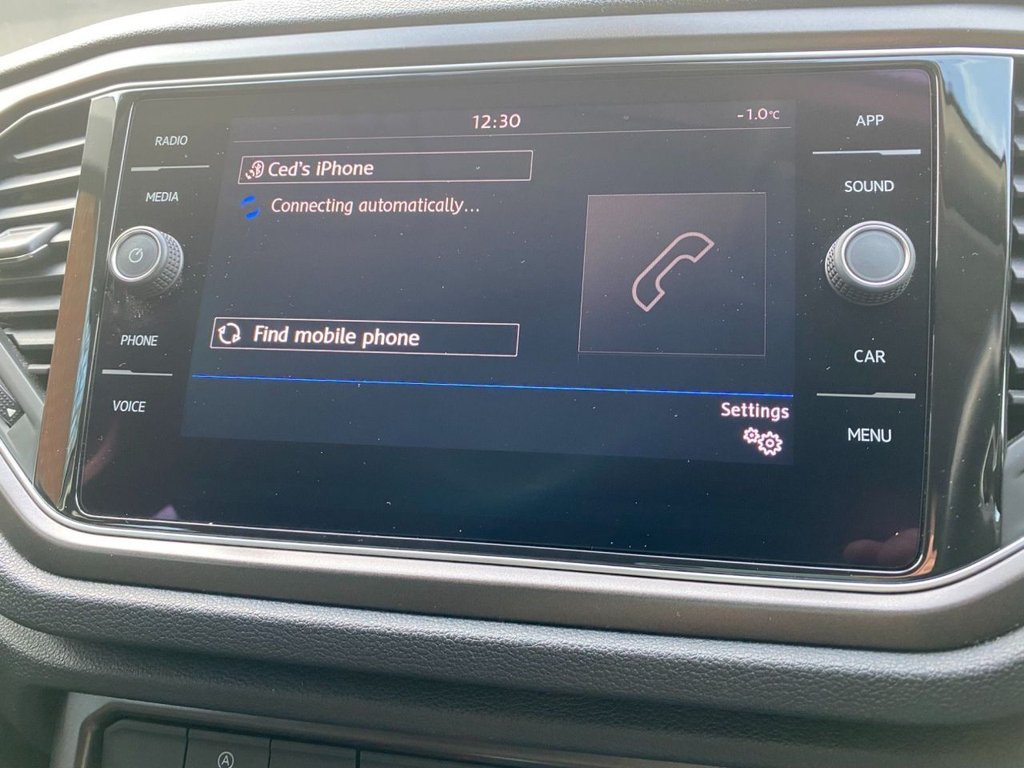 12:30
-1.0°C
RADIO
MEDIA
PHONE
VOICE
Ced's iPhone
Connecting automatically...
Find mobile phone
Settings
APP
SOUND
CAR
MENU
A